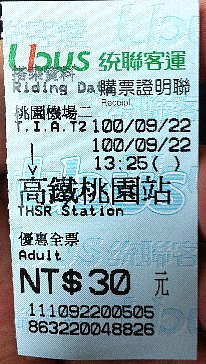 Ubus 統聯客運
搭乘資料 購票證明聯
Riding Da Receipt
桃園機場二
T.I.A.T2 100/09/22
100/09/22
13:25( )
高鐵桃園站
THSR Station
優惠全票
Adult
NT$30 元
111092200505
863220048826